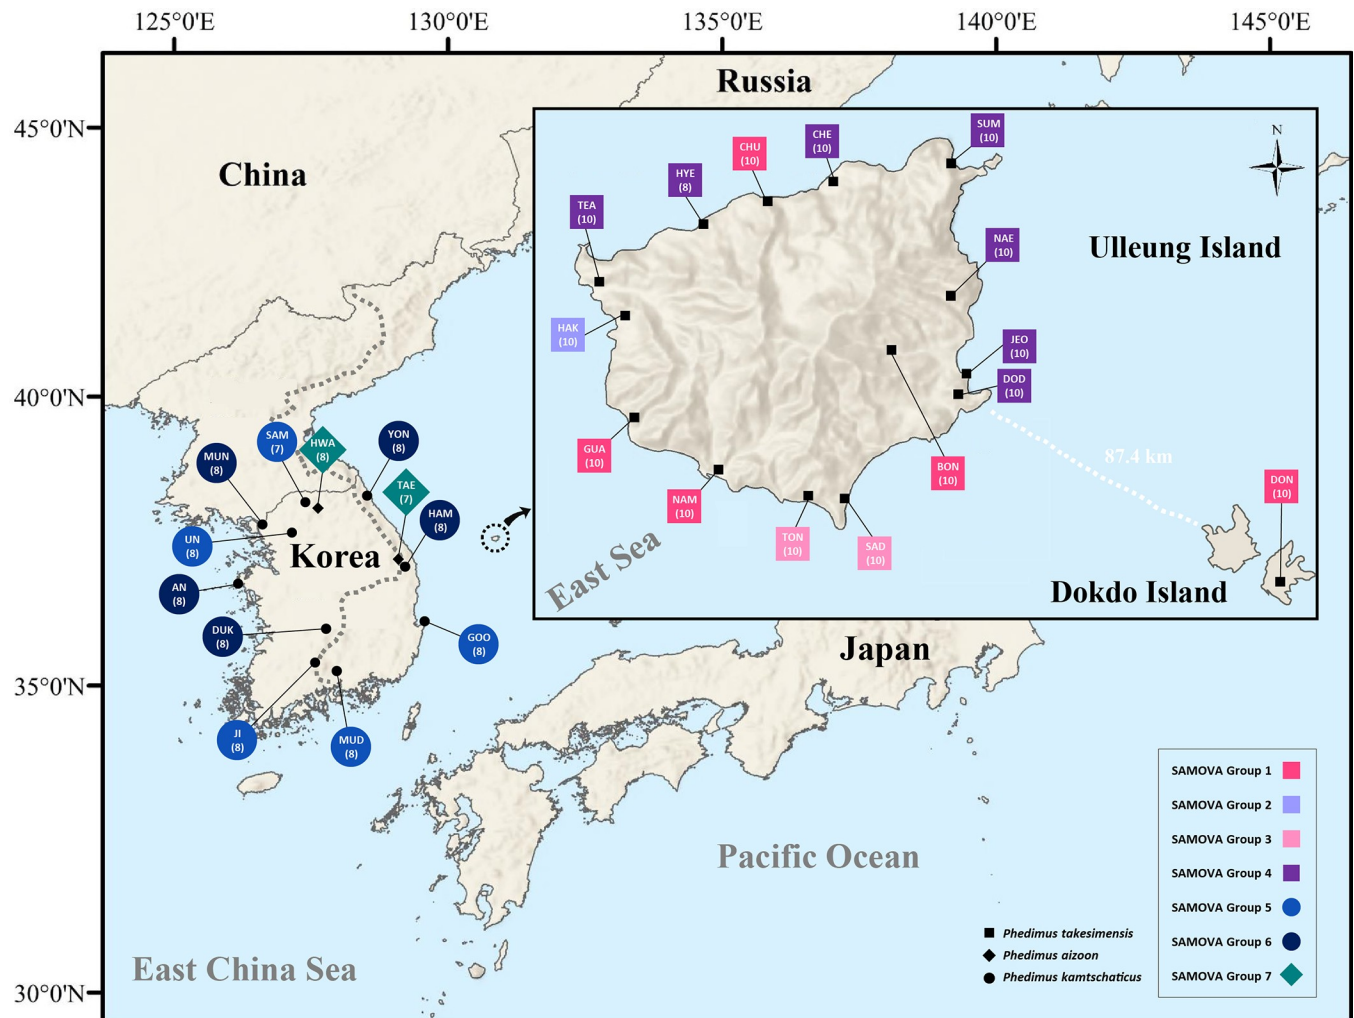 125°0'E
130°0'E
135°0'E
140°0'E
145°0'E
45°0'N
40°0'N
35°0'N
30°0'N
Russia
China
Korea
Japan
East Sea
Pacific Ocean
East China Sea
Ulleung Island
Dokdo Island
87.4 km
N
SUM
(10)
CHE
(10)
CHU
(10)
HYE
(8)
TEA
(10)
NAE
(10)
HAK
(10)
JEO
(10)
DOD
(10)
GUA
(10)
BON
(10)
NAM
(10)
DON
(10)
TON
(10)
SAD
(10)
SAM
(7)
HWA
(8)
YON
(8)
MUN
(8)
TAE
(7)
HAM
(8)
UN
(8)
AN
(8)
DUK
(8)
GOO
(8)
JI
(8)
MUD
(8)
Phedimus takesimensis
Phedimus aizoon
Phedimus kamtschaticus
SAMOVA Group 1
SAMOVA Group 2
SAMOVA Group 3
SAMOVA Group 4
SAMOVA Group 5
SAMOVA Group 6
SAMOVA Group 7